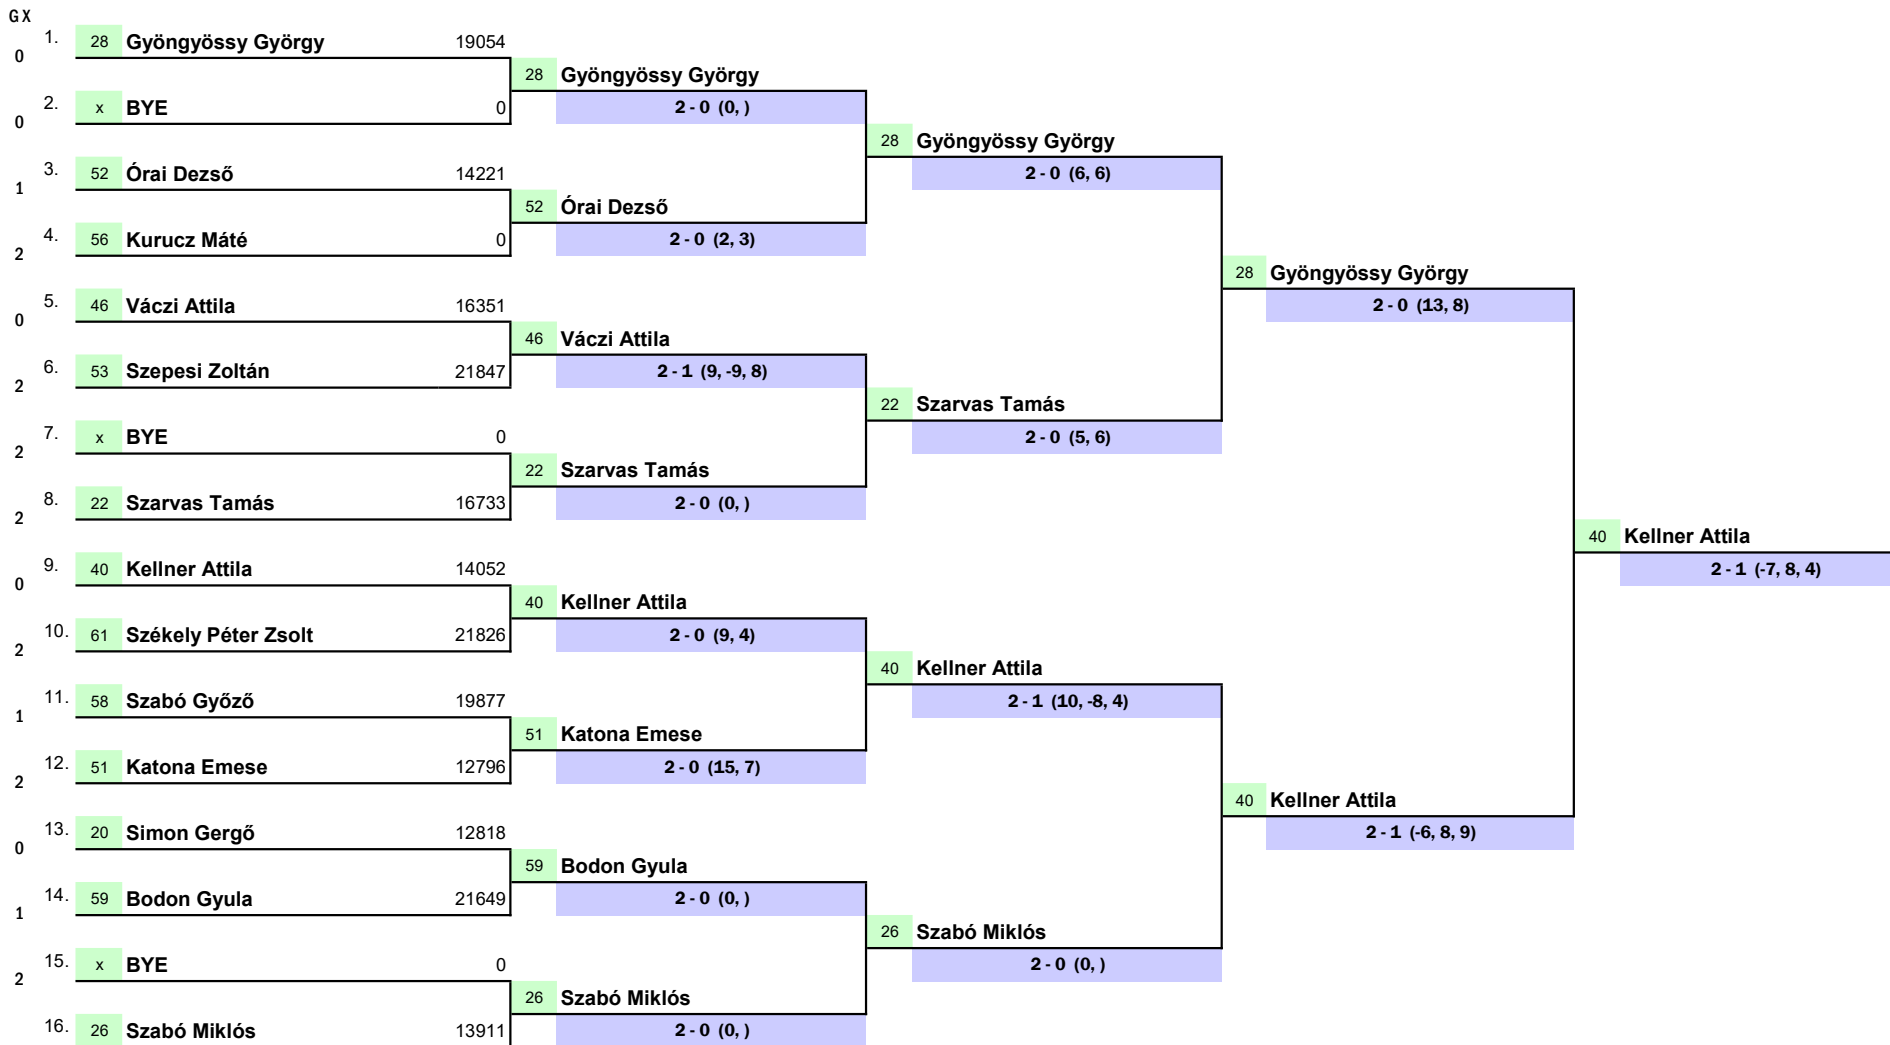 GX
1. 28 Gyöngyössy György 19054
0
28 Gyöngyössy György
2. x BYE 0
2 - 0 (0, )
0
28 Gyöngyössy György
3. 52 Órai Dezső 14221
2 - 0 (6, 6)
1
52 Órai Dezső
4. 56 Kurucz Máté 0
2 - 0 (2, 3)
2
28 Gyöngyössy György
5. 46 Váczi Attila 16351
2 - 0 (13, 8)
0
46 Váczi Attila
6. 53 Szepesi Zoltán 21847
2 - 1 (9, -9, 8)
2
22 Szarvas Tamás
7. x BYE 0
2 - 0 (5, 6)
2
22 Szarvas Tamás
8. 22 Szarvas Tamás 16733
2 - 0 (0, )
2
40 Kellner Attila
9. 40 Kellner Attila 14052
2 - 1 (-7, 8, 4)
0
40 Kellner Attila
10. 61 Székely Péter Zsolt 21826
2 - 0 (9, 4)
2
40 Kellner Attila
11. 58 Szabó Győző 19877
2 - 1 (10, -8, 4)
1
51 Katona Emese
12. 51 Katona Emese 12796
2 - 0 (15, 7)
2
40 Kellner Attila
13. 20 Simon Gergő 12818
2 - 1 (-6, 8, 9)
0
59 Bodon Gyula
14. 59 Bodon Gyula 21649
2 - 0 (0, )
1
26 Szabó Miklós
15. x BYE 0
2 - 0 (0, )
2
26 Szabó Miklós
16. 26 Szabó Miklós 13911
2 - 0 (0, )